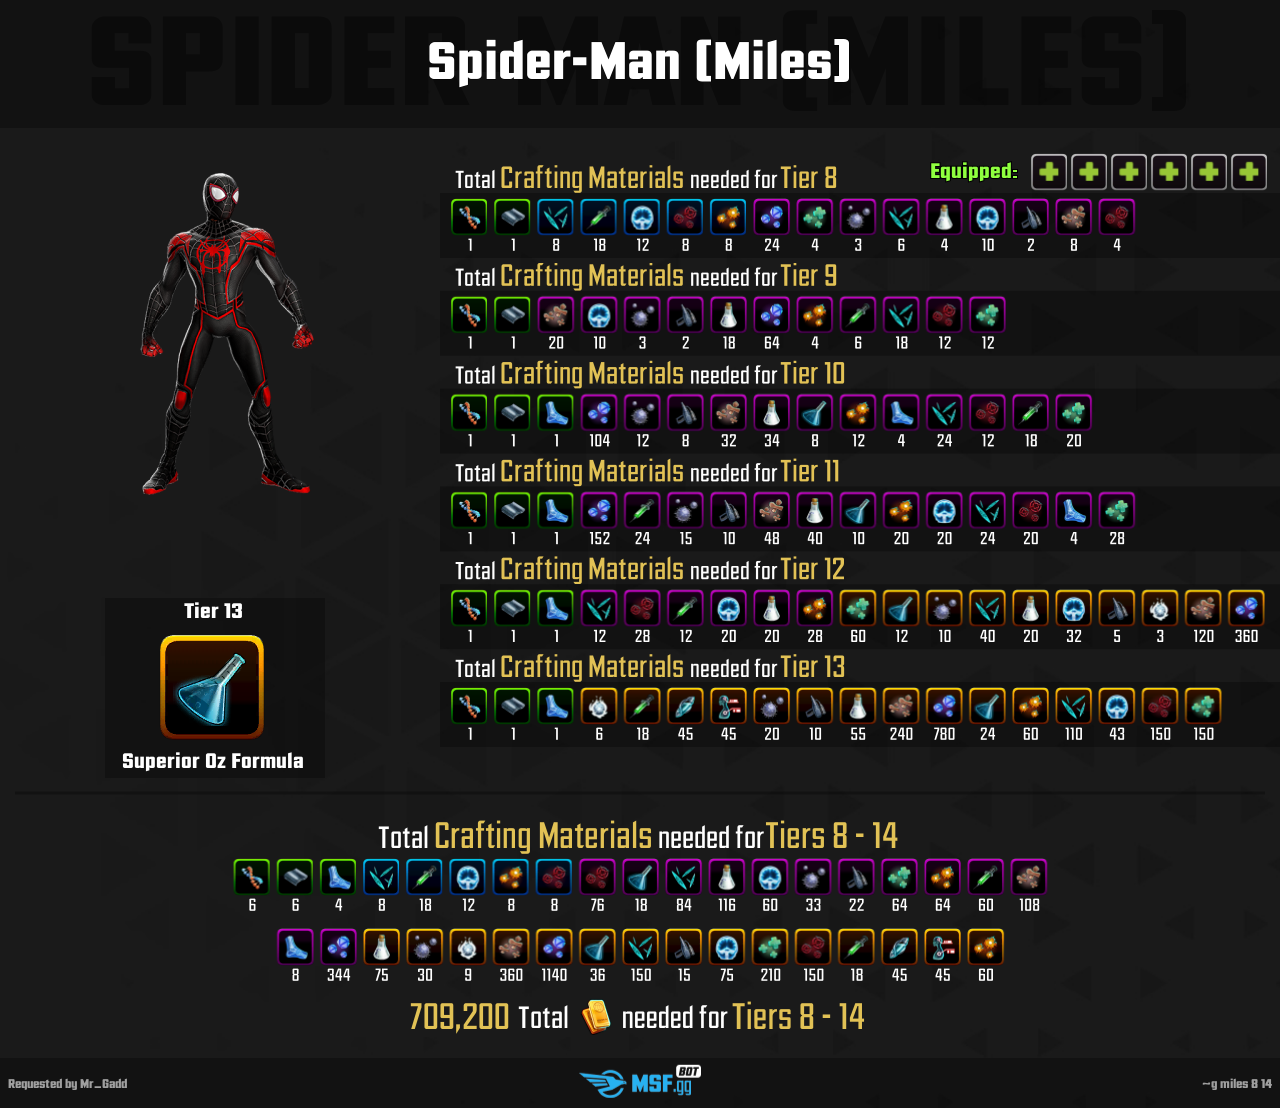 Spider-Man (Miles)
Equipped:
Total Crafting Materials needed for Tier 8
1 1 8 18 12 8 8 24 4 3 6 4 10 2 8 4
Total Crafting Materials needed for Tier 9
1 1 20 10 3 2 18 64 4 6 18 12 12
Total Crafting Materials needed for Tier 10
1 1 1 104 12 8 32 34 8 12 4 24 12 18 20
Total Crafting Materials needed for Tier 11
1 1 1 152 24 15 10 48 40 10 20 20 24 20 4 28
Total Crafting Materials needed for Tier 12
1 1 1 12 28 12 20 20 28 60 12 10 40 20 32 5 3 120 360
Total Crafting Materials needed for Tier 13
1 1 1 6 18 45 45 20 10 55 240 780 24 60 110 43 150 150
Tier 13
Superior Oz Formula
Total Crafting Materials needed for Tiers 8 - 14
6 6 4 8 18 12 8 8 76 18 84 116 60 33 22 64 64 60 108
8 344 75 30 9 360 1140 36 150 15 75 210 150 18 45 45 60
709,200 Total needed for Tiers 8 - 14
Requested by Mr_Gadd
MSF.gg BOT
~g miles 8 14